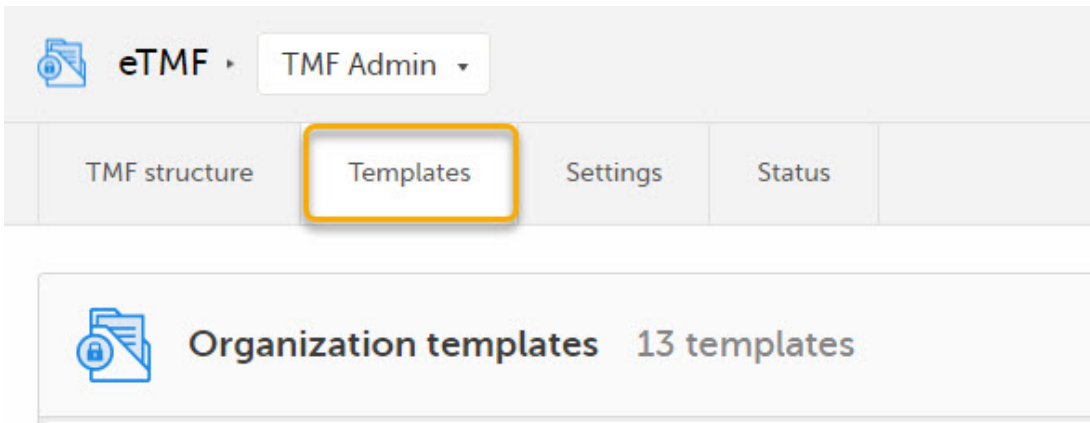 eTMF TMF Admin
TMF structure Templates Settings Status
Organization templates 13 templates